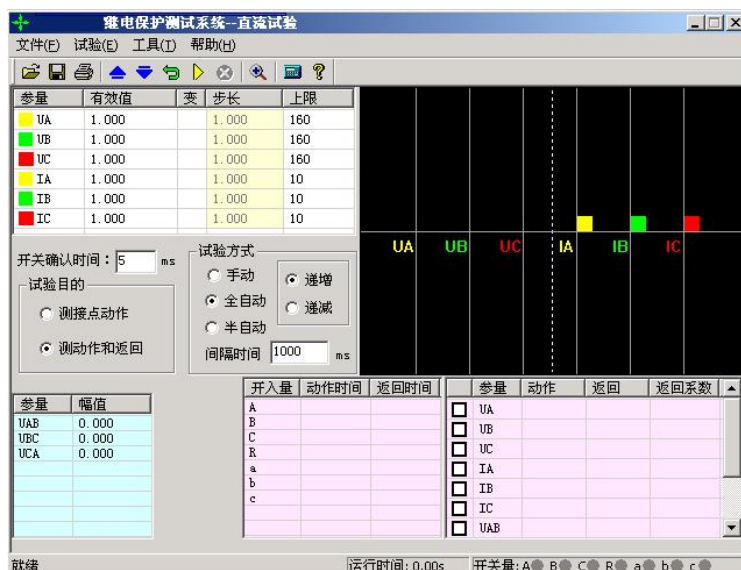 继电保护测试系统--直流试验
文件(F) 试验(E) 工具(T) 帮助(H)
参量 有效值 变 步长 上限
UA 1.000 1.000 160
UB 1.000 1.000 160
UC 1.000 1.000 160
IA 1.000 1.000 10
IB 1.000 1.000 10
IC 1.000 1.000 10
UA UB UC IA IB IC
开关确认时间：5 ms
试验目的
测接点动作
测动作和返回
试验方式
手动
全自动
半自动
递增
递减
间隔时间 1000 ms
参量 幅值
UAB 0.000
UBC 0.000
UCA 0.000
开入量 动作时间 返回时间
A
B
C
R
a
b
c
参量 动作 返回 返回系数
UA
UB
UC
IA
IB
IC
UAB
就绪 运行时间: 0.00s 开关量: A B C R a b c